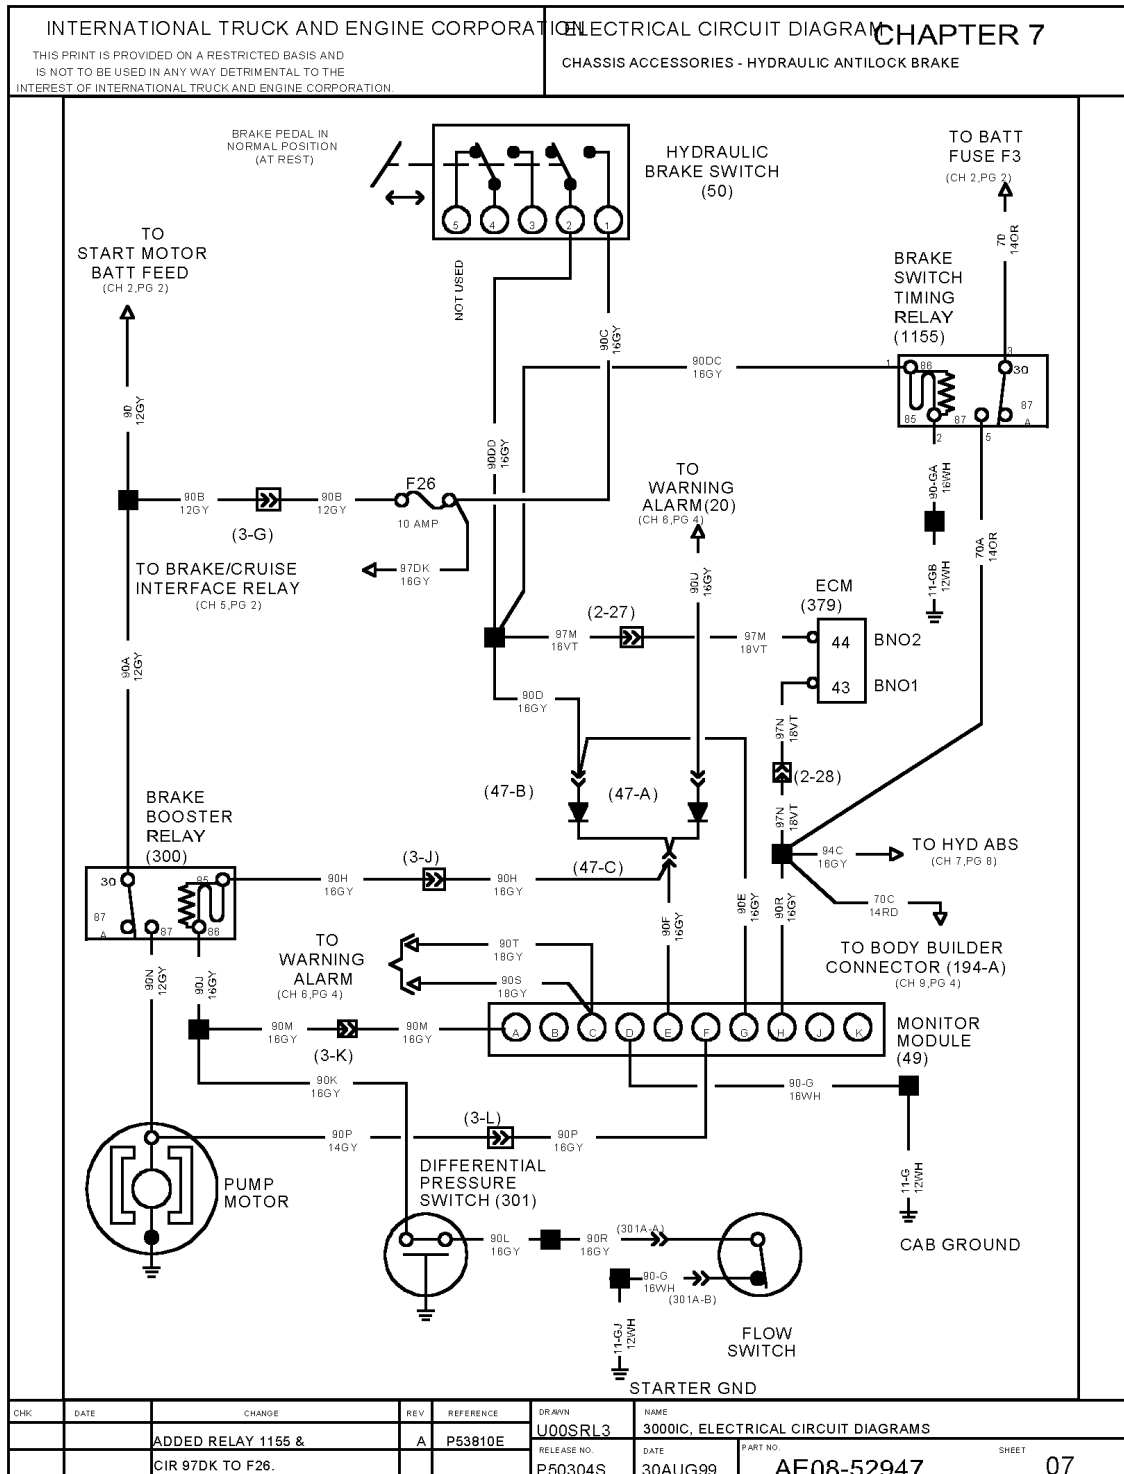 INTERNATIONAL TRUCK AND ENGINE CORPORATION
THIS PRINT IS PROVIDED ON A RESTRICTED BASIS AND
IS NOT TO BE USED IN ANY WAY DETRIMENTAL TO THE
INTEREST OF INTERNATIONAL TRUCK AND ENGINE CORPORATION.
ELECTRICAL CIRCUIT DIAGRAM
CHAPTER 7
CHASSIS ACCESSORIES - HYDRAULIC ANTILOCK BRAKE
BRAKE PEDAL IN
NORMAL POSITION
(AT REST)
HYDRAULIC
BRAKE SWITCH
(50)
5 4 3 2 1
NOT USED
TO BATT
FUSE F3
(CH 2,PG 2)
70
14OR
TO
START MOTOR
BATT FEED
(CH 2,PG 2)
90
12GY
BRAKE
SWITCH
TIMING
RELAY
(1155)
1
86
3
30
85
87
87
A
2
5
90C
16GY
90DC
16GY
90DD
16GY
90-GA
16WH
11-GB
12WH
70A
14OR
90B
12GY
(3-G)
90B
12GY
F26
10 AMP
97DK
16GY
TO BRAKE/CRUISE
INTERFACE RELAY
(CH 5,PG 2)
TO
WARNING
ALARM(20)
(CH 6,PG 4)
90U
16GY
90A
12GY
(2-27)
97M
16VT
97M
18VT
ECM
(379)
44
BNO2
43
BNO1
90D
16GY
97N
18VT
(2-28)
97N
18VT
(47-B)
(47-A)
(47-C)
94C
16GY
TO HYD ABS
(CH 7,PG 8)
70C
14RD
TO BODY BUILDER
CONNECTOR (194-A)
(CH 9,PG 4)
BRAKE
BOOSTER
RELAY
(300)
30
85
87
A
87
86
90H
16GY
(3-J)
90H
16GY
90F
16GY
90E
16GY
90R
16GY
90N
12GY
90J
16GY
TO
WARNING
ALARM
(CH 6,PG 4)
90T
18GY
90S
18GY
90M
16GY
(3-K)
90M
16GY
A B C D E F G H J K
MONITOR
MODULE
(49)
90K
16GY
90-G
16WH
90P
14GY
(3-L)
90P
16GY
11-G
12WH
CAB GROUND
PUMP
MOTOR
DIFFERENTIAL
PRESSURE
SWITCH (301)
90L
16GY
90R
16GY
(301A-A)
90-G
16WH
(301A-B)
11-GJ
12WH
FLOW
SWITCH
STARTER GND
CHK
DATE
CHANGE
REV
REFERENCE
ADDED RELAY 1155 &
A
P53810E
CIR 97DK TO F26.
DRAWN
U00SRL3
NAME
3000IC, ELECTRICAL CIRCUIT DIAGRAMS
RELEASE NO.
P50304S
DATE
30AUG99
PART NO.
AE08-52947
SHEET
07